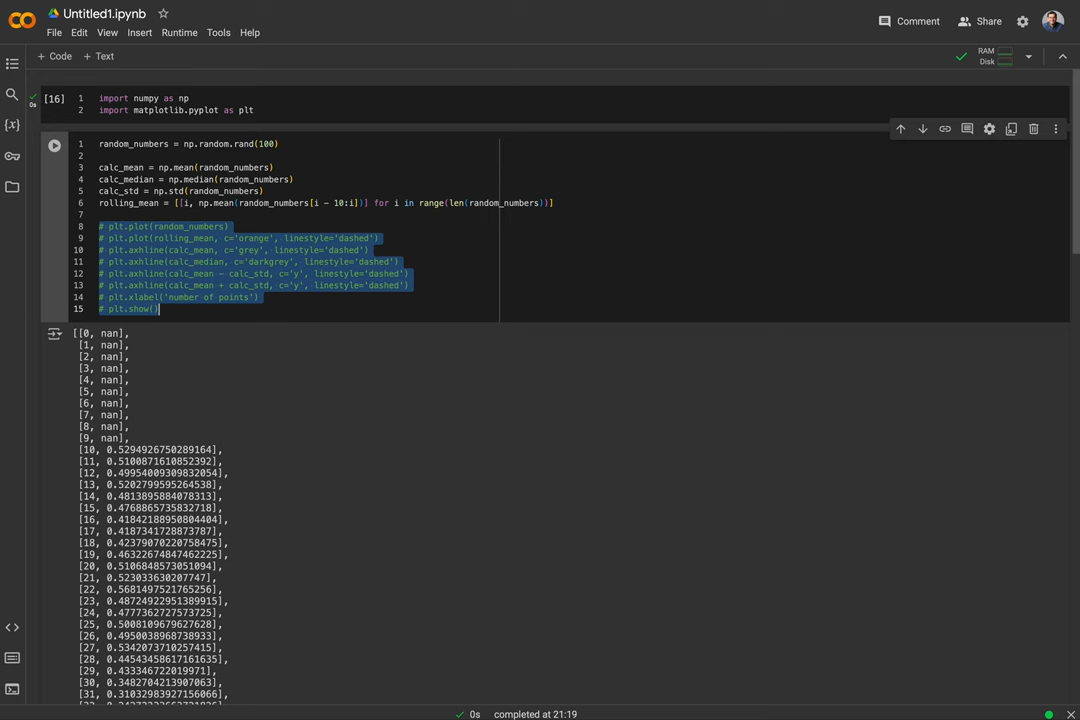 Untitled1.ipynb
File Edit View Insert Runtime Tools Help
Comment Share
+ Code + Text
RAM
Disk
[16] 1 import numpy as np
0s 2 import matplotlib.pyplot as plt
1 random_numbers = np.random.rand(100)
2
3 calc_mean = np.mean(random_numbers)
4 calc_median = np.median(random_numbers)
5 calc_std = np.std(random_numbers)
6 rolling_mean = [[i, np.mean(random_numbers[i - 10:i])] for i in range(len(random_numbers))]
7
8 # plt.plot(random_numbers)
9 # plt.plot(rolling_mean, c='orange', linestyle='dashed')
10 # plt.axhline(calc_mean, c='grey', linestyle='dashed')
11 # plt.axhline(calc_median, c='darkgrey', linestyle='dashed')
12 # plt.axhline(calc_mean - calc_std, c='y', linestyle='dashed')
13 # plt.axhline(calc_mean + calc_std, c='y', linestyle='dashed')
14 # plt.xlabel('number of points')
15 # plt.show()
[[0, nan],
[1, nan],
[2, nan],
[3, nan],
[4, nan],
[5, nan],
[6, nan],
[7, nan],
[8, nan],
[9, nan],
[10, 0.5294926750289164],
[11, 0.5100871610852392],
[12, 0.49954009309832054],
[13, 0.5202799595264538],
[14, 0.4813895884078313],
[15, 0.4768865735832718],
[16, 0.41842188950804404],
[17, 0.4187341728873787],
[18, 0.42379070220758475],
[19, 0.46322674847462225],
[20, 0.5106848573051094],
[21, 0.523033630207747],
[22, 0.5681497521765256],
[23, 0.48724922951389915],
[24, 0.4777362727573725],
[25, 0.5008109679627628],
[26, 0.4950038968738933],
[27, 0.5342073710257415],
[28, 0.44543458617161635],
[29, 0.433346722019971],
[30, 0.3482704213907063],
[31, 0.31032983927156066],
0s completed at 21:19